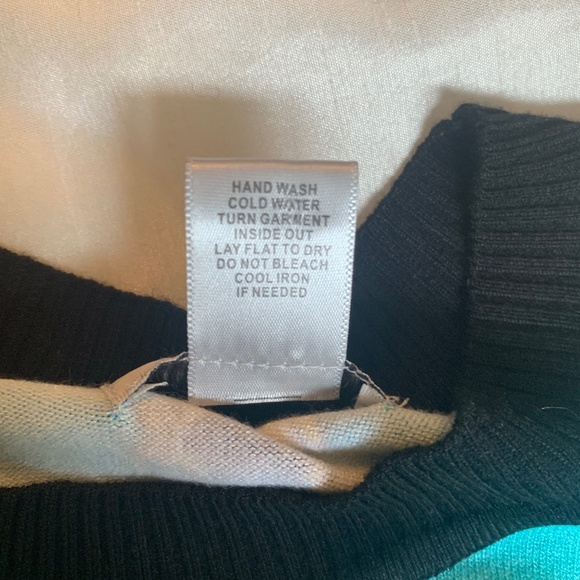 HAND WASH
COLD WATER
TURN GARMENT
INSIDE OUT
LAY FLAT TO DRY
DO NOT BLEACH
COOL IRON
IF NEEDED